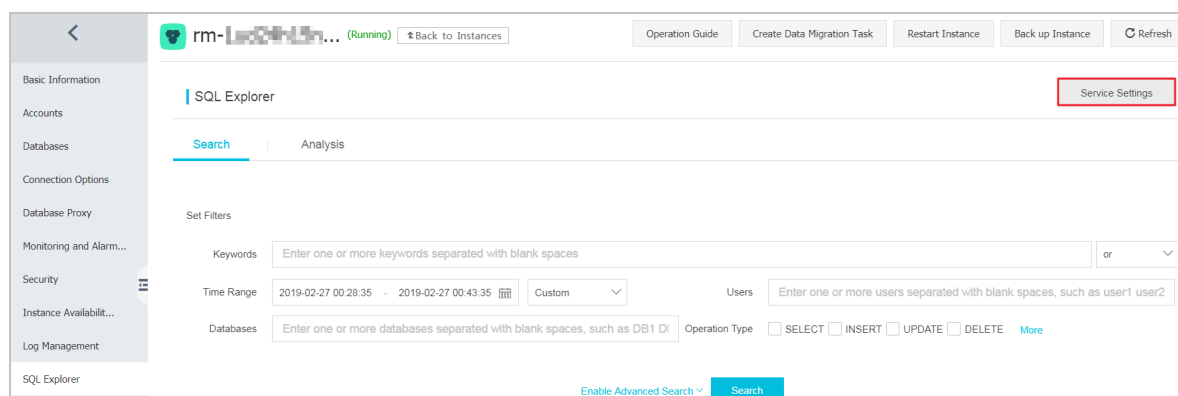 rm- ... (Running) Back to Instances Operation Guide Create Data Migration Task Restart Instance Back up Instance Refresh
Basic Information
Accounts
Databases
Connection Options
Database Proxy
Monitoring and Alarm...
Security
Instance Availabilit...
Log Management
SQL Explorer
SQL Explorer Service Settings
Search Analysis
Set Filters
Keywords Enter one or more keywords separated with blank spaces or
Time Range 2019-02-27 00:28:35 - 2019-02-27 00:43:35 Custom Users Enter one or more users separated with blank spaces, such as user1 user2
Databases Enter one or more databases separated with blank spaces, such as DB1 D Operation Type SELECT INSERT UPDATE DELETE More
Enable Advanced Search Search